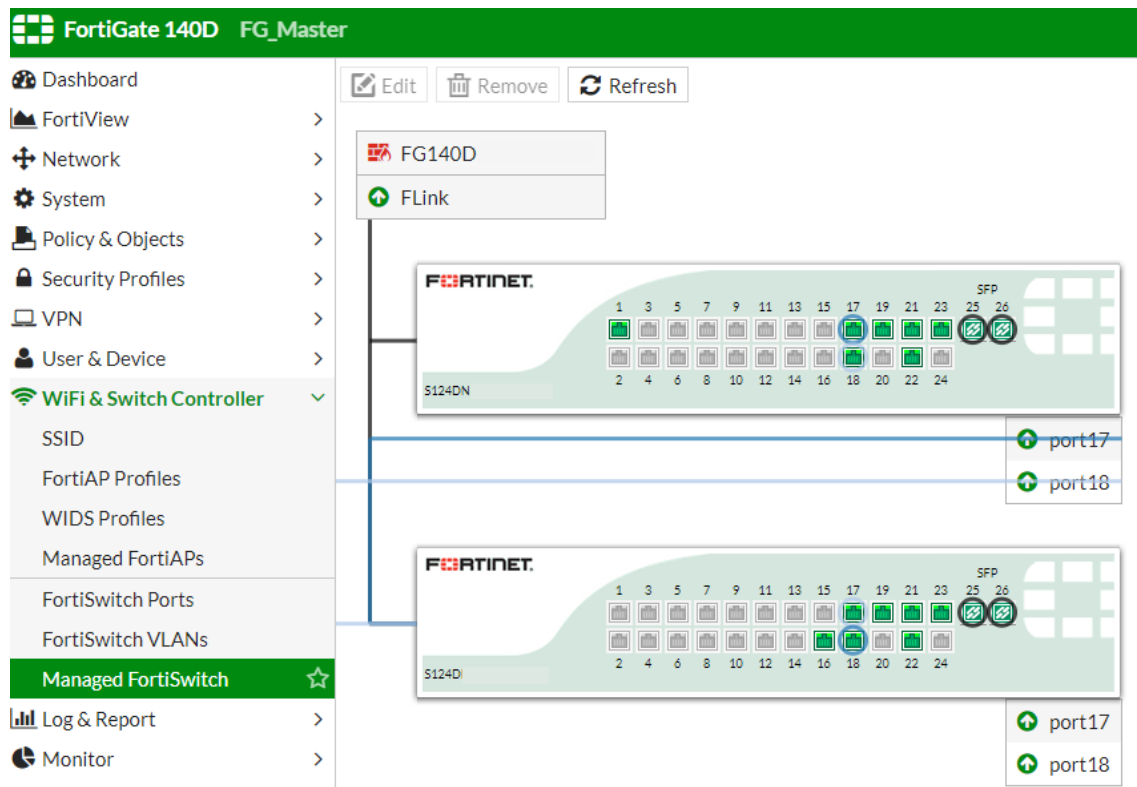 FortiGate 140D FG_Master
Dashboard
FortiView
Network
System
Policy & Objects
Security Profiles
VPN
User & Device
WiFi & Switch Controller
SSID
FortiAP Profiles
WIDS Profiles
Managed FortiAPs
FortiSwitch Ports
FortiSwitch VLANs
Managed FortiSwitch
Log & Report
Monitor
Edit Remove Refresh
FG140D
FLink
FORTINET.
SFP
1 3 5 7 9 11 13 15 17 19 21 23 25 26
2 4 6 8 10 12 14 16 18 20 22 24
S124DN
port17
port18
FORTINET.
SFP
1 3 5 7 9 11 13 15 17 19 21 23 25 26
2 4 6 8 10 12 14 16 18 20 22 24
S124D
port17
port18